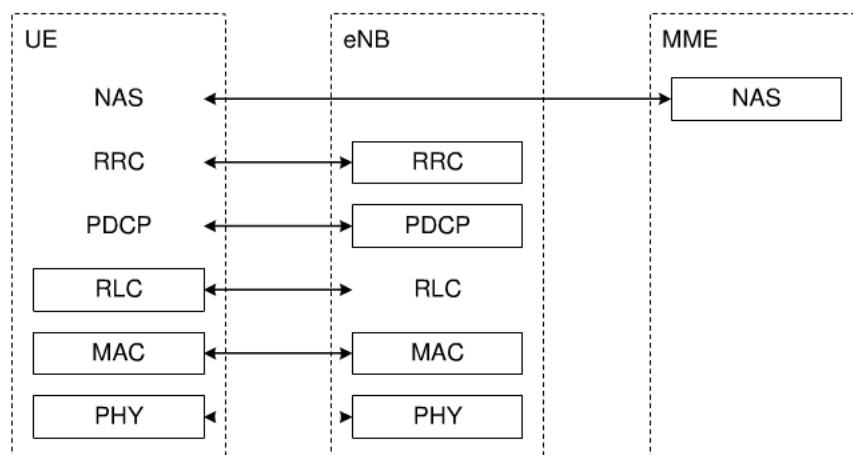 UE eNB MME
NAS NAS
RRC RRC
PDCP PDCP
RLC RLC
MAC MAC
PHY PHY